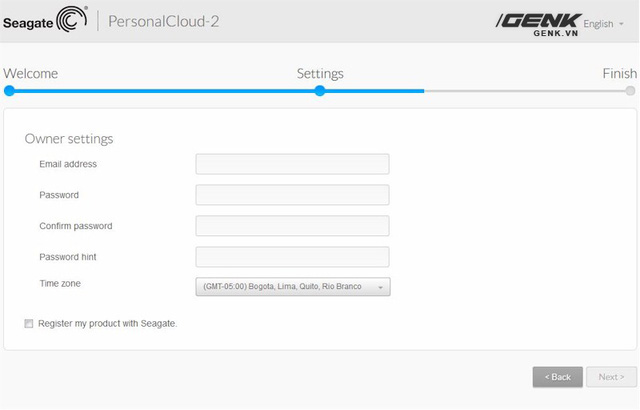 Seagate PersonalCloud-2
GENK
GENK.VN
English
Welcome Settings Finish
Owner settings
Email address
Password
Confirm password
Password hint
Time zone (GMT-05:00) Bogota, Lima, Quito, Rio Branco
Register my product with Seagate.
< Back Next >